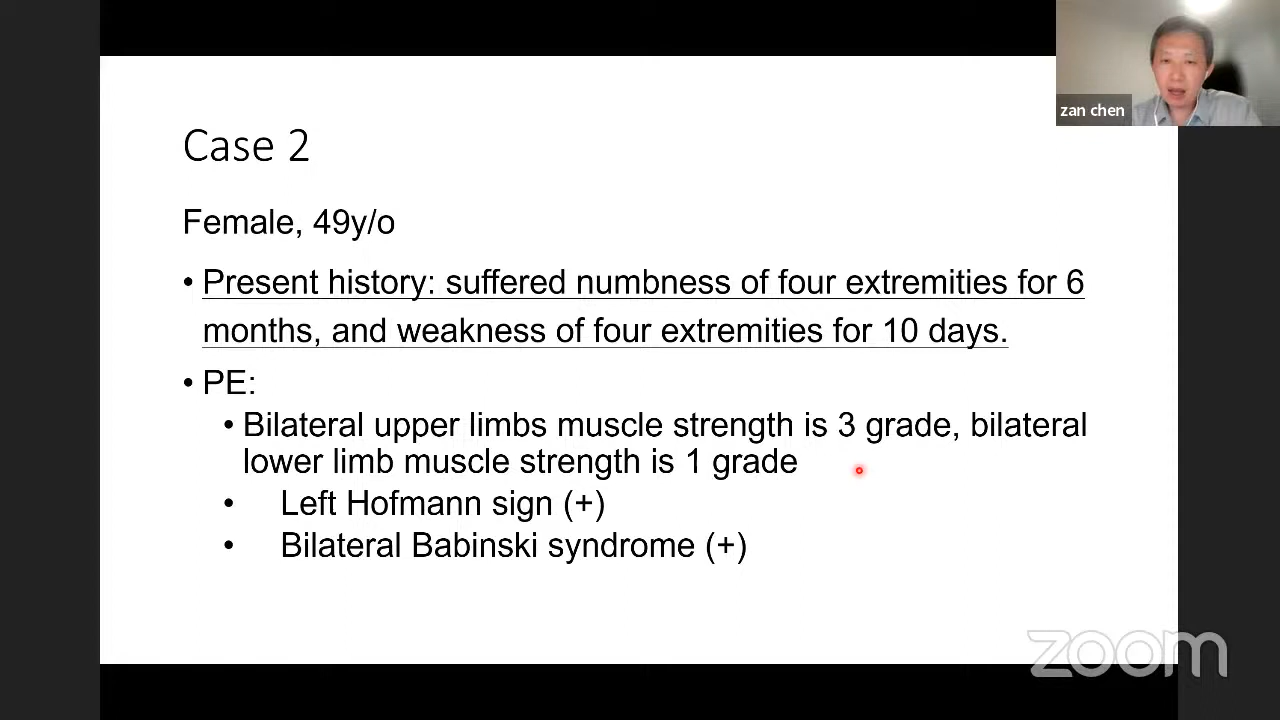 zan chen
Case 2
Female, 49y/o
• Present history: suffered numbness of four extremities for 6
months, and weakness of four extremities for 10 days.
• PE:
• Bilateral upper limbs muscle strength is 3 grade, bilateral
lower limb muscle strength is 1 grade
• Left Hofmann sign (+)
• Bilateral Babinski syndrome (+)
zoom